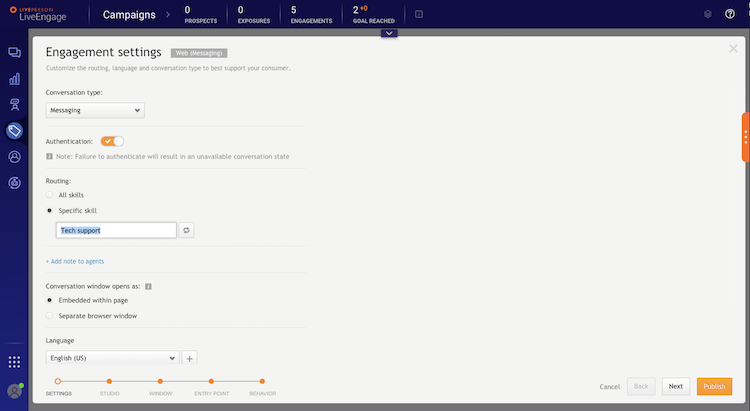 LIVEPERSON
LiveEngage
Campaigns
0
PROSPECTS
0
EXPOSURES
5
ENGAGEMENTS
2 +0
GOAL REACHED
Engagement settings
Web (Messaging)
Customize the routing, language and conversation type to best support your consumer.
Conversation type:
Messaging
Authentication:
Note: Failure to authenticate will result in an unavailable conversation state
Routing:
All skills
Specific skill
Tech support
+ Add note to agents
Conversation window opens as:
Embedded within page
Separate browser window
Language
English (US)
SETTINGS
STUDIO
WINDOW
ENTRY POINT
BEHAVIOR
Cancel
Back
Next
Publish